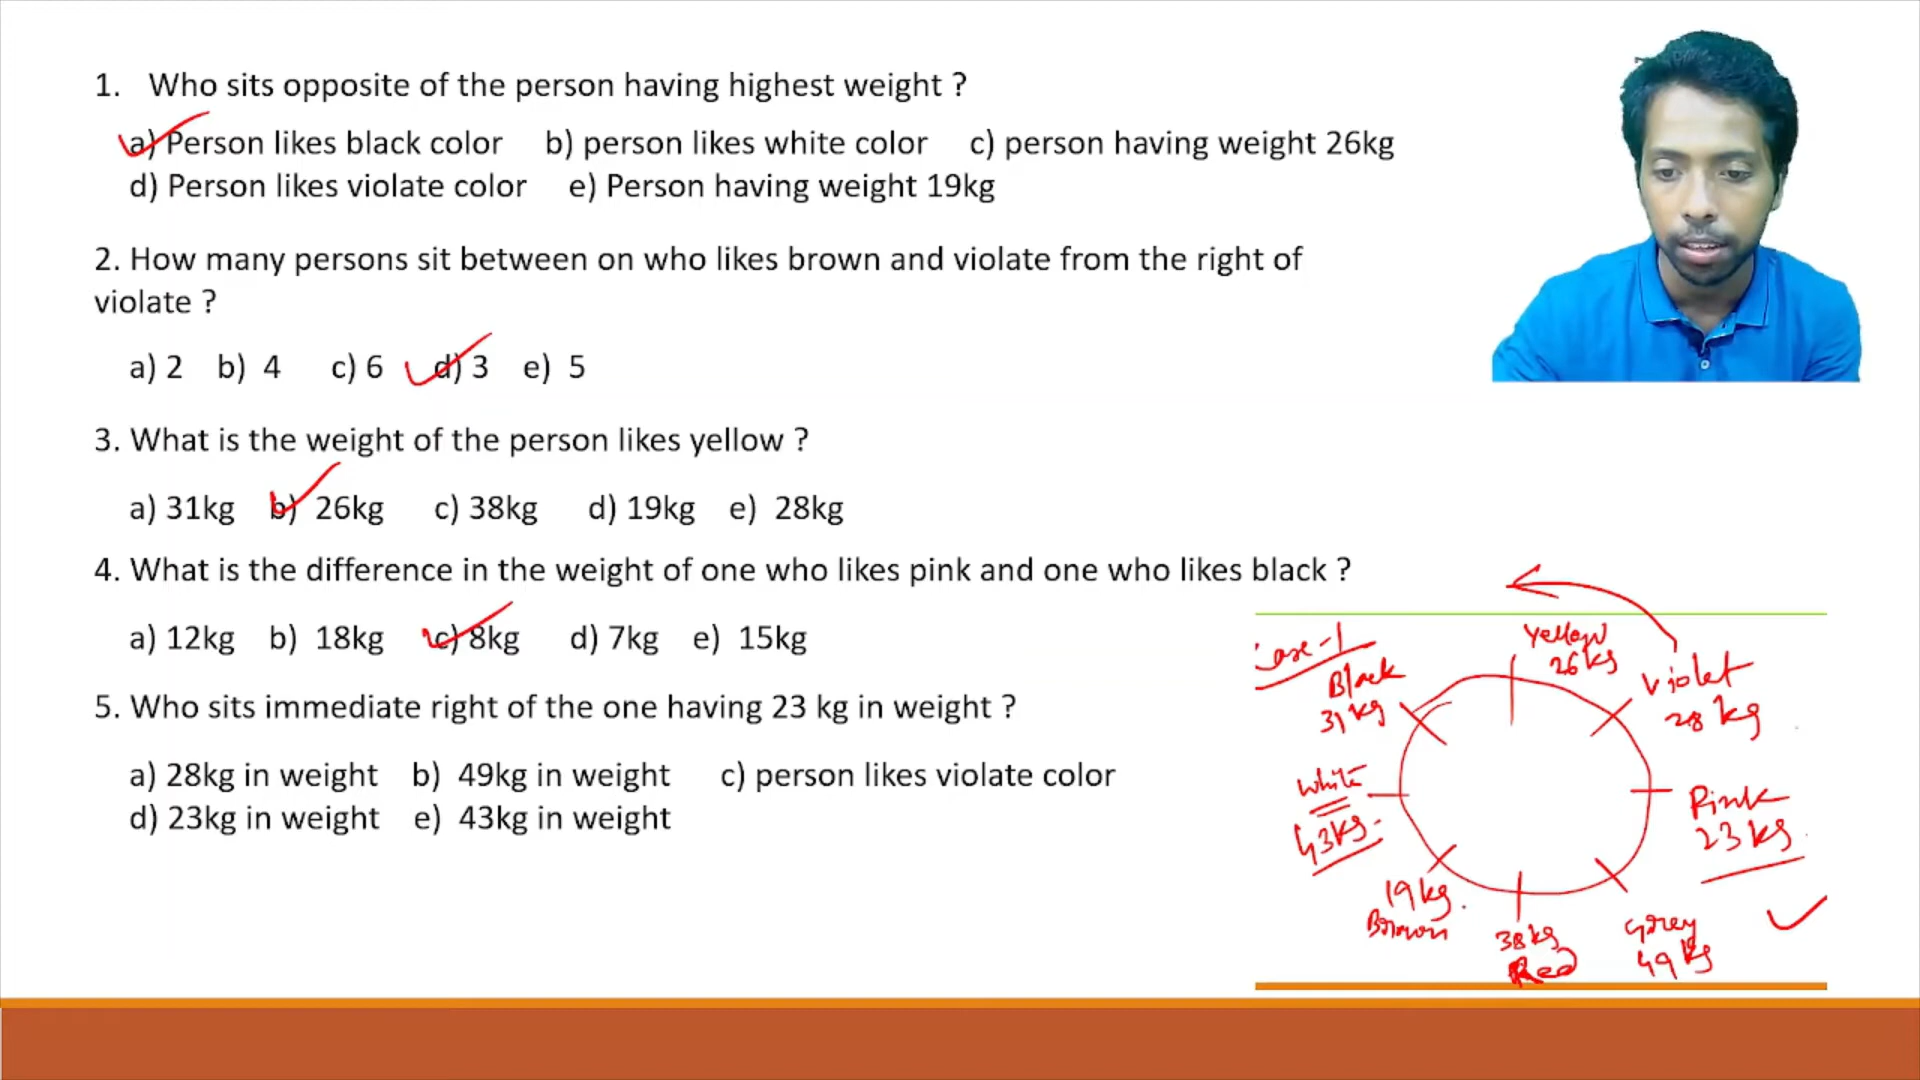 1. Who sits opposite of the person having highest weight ?
a) Person likes black color b) person likes white color c) person having weight 26kg
d) Person likes violate color e) Person having weight 19kg
2. How many persons sit between on who likes brown and violate from the right of
violate ?
a) 2 b) 4 c) 6 d) 3 e) 5
3. What is the weight of the person likes yellow ?
a) 31kg b) 26kg c) 38kg d) 19kg e) 28kg
4. What is the difference in the weight of one who likes pink and one who likes black ?
a) 12kg b) 18kg c) 8kg d) 7kg e) 15kg
5. Who sits immediate right of the one having 23 kg in weight ?
a) 28kg in weight b) 49kg in weight c) person likes violate color
d) 23kg in weight e) 43kg in weight
Case-1
Yellow
26kg
Black
31kg
Violet
28kg
White
43kg.
Pink
23kg
19kg.
Brown
38kg
Red
Grey
49kg